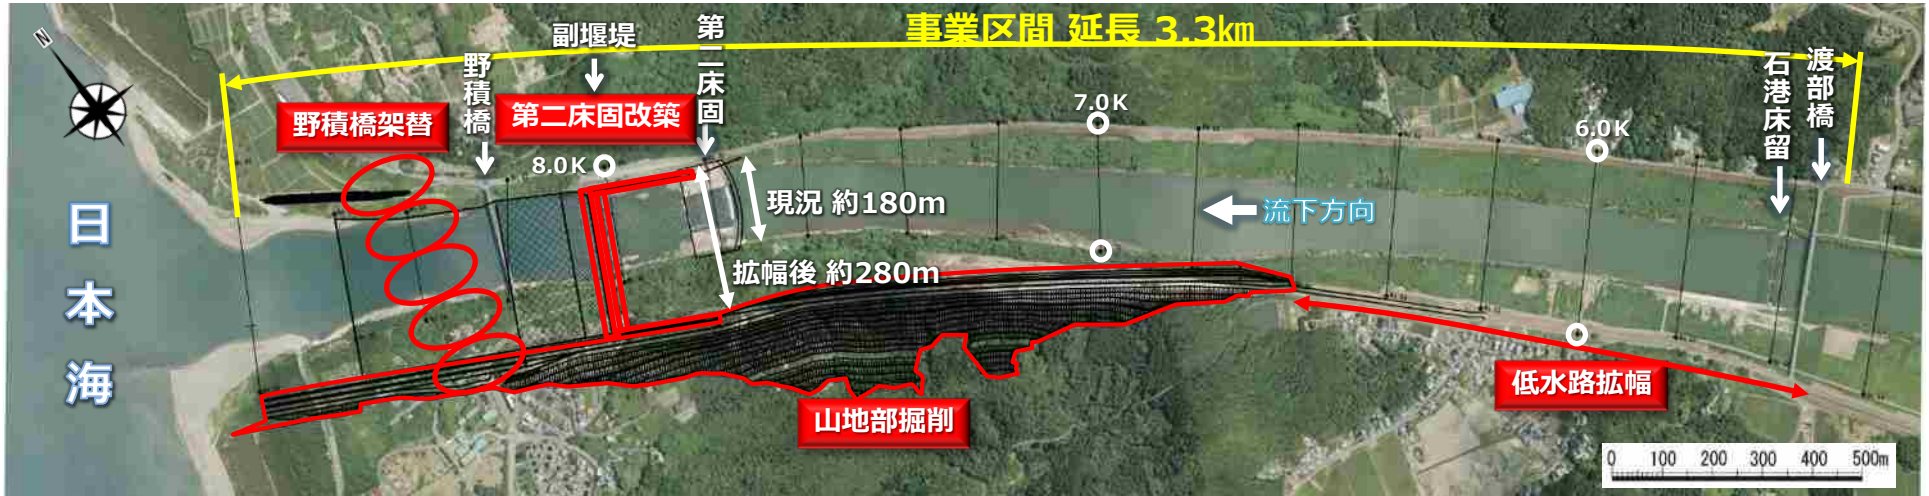 事業区間 延長 3.3km
N
副堰堤
第二床固
野積橋
第二床固改築
野積橋架替
8.0K
7.0K
6.0K
石港床留
渡部橋
現況 約180m
流下方向
拡幅後 約280m
日本海
低水路拡幅
山地部掘削
0 100 200 300 400 500m